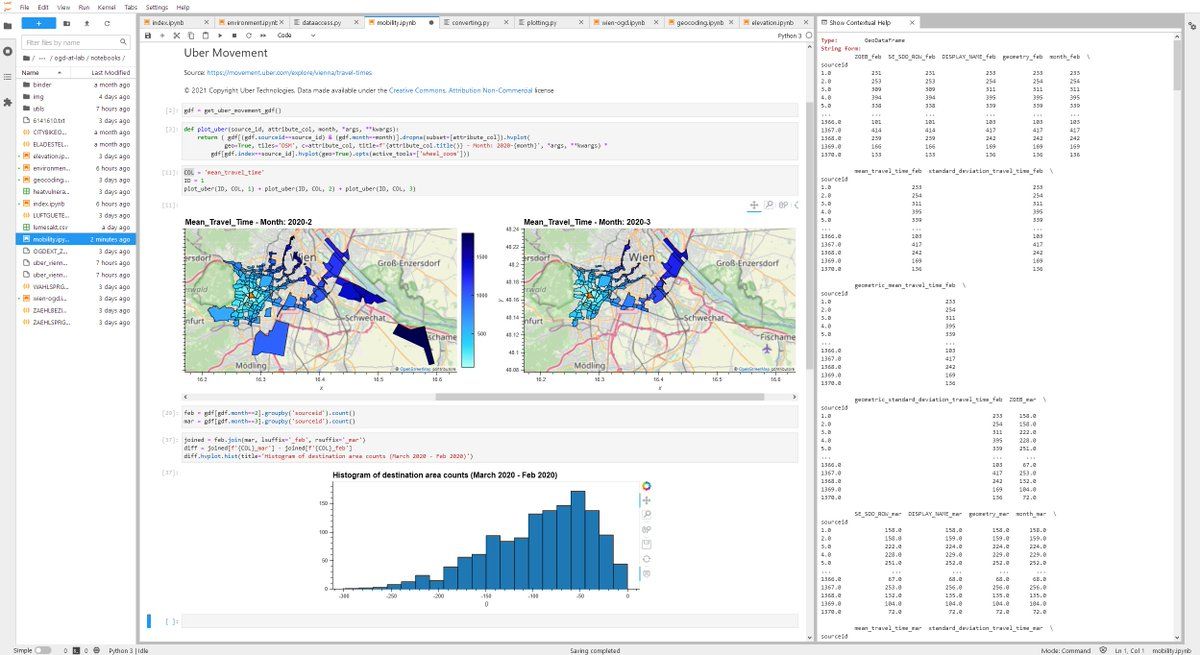 File Edit View Run Kernel Tabs Settings Help
index.ipynb
environment.ipynb
dataaccess.py
mobility.ipynb
converting.py
plotting.py
wien-ogd.ipynb
geocoding.ipynb
elevation.ipynb
Show Contextual Help
Filter files by name
/ ··· / ogd-at-lab / notebooks /
Name Last Modified
binder a month ago
img 4 days ago
utils 7 hours ago
6141610.txt 3 days ago
CITYBIKEO... a month ago
ELADESTEL... a month ago
elevation.ip... 3 days ago
environmen... 6 hours ago
geocoding.... 3 days ago
heatvulnera... 3 days ago
index.ipynb 6 hours ago
LUFTGUETE... 3 days ago
lumesald.csv a day ago
mobility.ipy... 2 minutes ago
OGDEXT_Z... 3 days ago
uber_vienn... 7 hours ago
uber_vienn... 7 hours ago
WAHLSPRG... 3 days ago
wien-ogd.i... 3 days ago
ZAEHLBEZI... 3 days ago
ZAEHLSPRG... 3 days ago
Code
Python 3
Uber Movement
Source: https://movement.uber.com/explore/vienna/travel-times
© 2021 Copyright Uber Technologies. Data made available under the Creative Commons, Attribution Non-Commercial license
[2]: gdf = get_uber_movement_gdf()
[3]: def plot_uber(source_id, attribute_col, month, *args, **kwargs):
return ( gdf[(gdf.sourceid==source_id) & (gdf.month==month)].dropna(subset=[attribute_col]).hvplot(
geo=True, tiles='OSM', c=attribute_col, title=f'{attribute_col.title()} - Month: 2020-{month}', *args, **kwargs) *
gdf[gdf.index==source_id].hvplot(geo=True).opts(active_tools=['wheel_zoom']))
[11]: COL = 'mean_travel_time'
ID = 1
plot_uber(ID, COL, 1) + plot_uber(ID, COL, 2) + plot_uber(ID, COL, 3)
[11]:
Mean_Travel_Time - Month: 2020-2
Mean_Travel_Time - Month: 2020-3
Wien
Groß-Enzersdorf
Schwechat
Mödling
Fischame
1500
1000
500
16.2 16.3 16.4 16.5 16.6
x
48.24
48.22
48.2
48.18
48.16
48.14
48.12
48.1
48.08
y
Wien
Groß-Enzersdorf
Schwechat
Fischame
Mödling
16.2 16.3 16.4 16.5 16.6
x
© OpenStreetMap contributors
© OpenStreetMap contributors
[20]: feb = gdf[gdf.month==2].groupby('sourceid').count()
mar = gdf[gdf.month==3].groupby('sourceid').count()
[37]: joined = feb.join(mar, lsuffix='_feb', rsuffix='_mar')
diff = joined[f'{COL}_mar'] - joined[f'{COL}_feb']
diff.hvplot.hist(title='Histogram of destination area counts (March 2020 - Feb 2020)')
[37]:
Histogram of destination area counts (March 2020 - Feb 2020)
150
100
50
0
-300 -250 -200 -150 -100 -50 0
0
[ ]:
Type: GeoDataFrame
String form:
ZGEB_feb SE_SDO_ROW_feb DISPLAY_NAME_feb geometry_feb month_feb \
sourceid
1.0 231 231 231 233 233
2.0 253 253 254 254 254
3.0 309 309 311 311 311
4.0 394 394 395 395 395
5.0 338 338 339 339 339
... ... ... ... ... ...
1366.0 101 101 103 103 103
1367.0 414 414 417 417 417
1368.0 239 239 242 242 242
1369.0 166 166 169 169 169
1370.0 133 133 136 136 136
mean_travel_time_feb standard_deviation_travel_time_feb \
sourceid
1.0 233 233
2.0 254 254
3.0 311 311
4.0 395 395
5.0 339 339
... ... ...
1366.0 103 103
1367.0 417 417
1368.0 242 242
1369.0 169 169
1370.0 136 136
geometric_mean_travel_time_feb \
sourceid
1.0 233
2.0 254
3.0 311
4.0 395
5.0 339
... ...
1366.0 103
1367.0 417
1368.0 242
1369.0 169
1370.0 136
geometric_standard_deviation_travel_time_feb ZGEB_mar \
sourceid
1.0 233 158.0
2.0 254 158.0
3.0 311 222.0
4.0 395 228.0
5.0 339 251.0
... ... ...
1366.0 103 67.0
1367.0 417 253.0
1368.0 242 132.0
1369.0 169 104.0
1370.0 136 72.0
SE_SDO_ROW_mar DISPLAY_NAME_mar geometry_mar month_mar \
sourceid
1.0 158.0 158.0 158.0 158.0
2.0 158.0 159.0 159.0 159.0
3.0 222.0 224.0 224.0 224.0
4.0 228.0 229.0 229.0 229.0
5.0 251.0 252.0 252.0 252.0
... ... ... ... ...
1366.0 67.0 68.0 68.0 68.0
1367.0 253.0 256.0 256.0 256.0
1368.0 132.0 135.0 135.0 135.0
1369.0 104.0 104.0 104.0 104.0
1370.0 72.0 72.0 72.0 72.0
mean_travel_time_mar standard_deviation_travel_time_mar \
sourceid
Simple 0 0 Python 3 | Idle
Saving completed
Mode: Command Ln 1, Col 1 mobility.ipynb